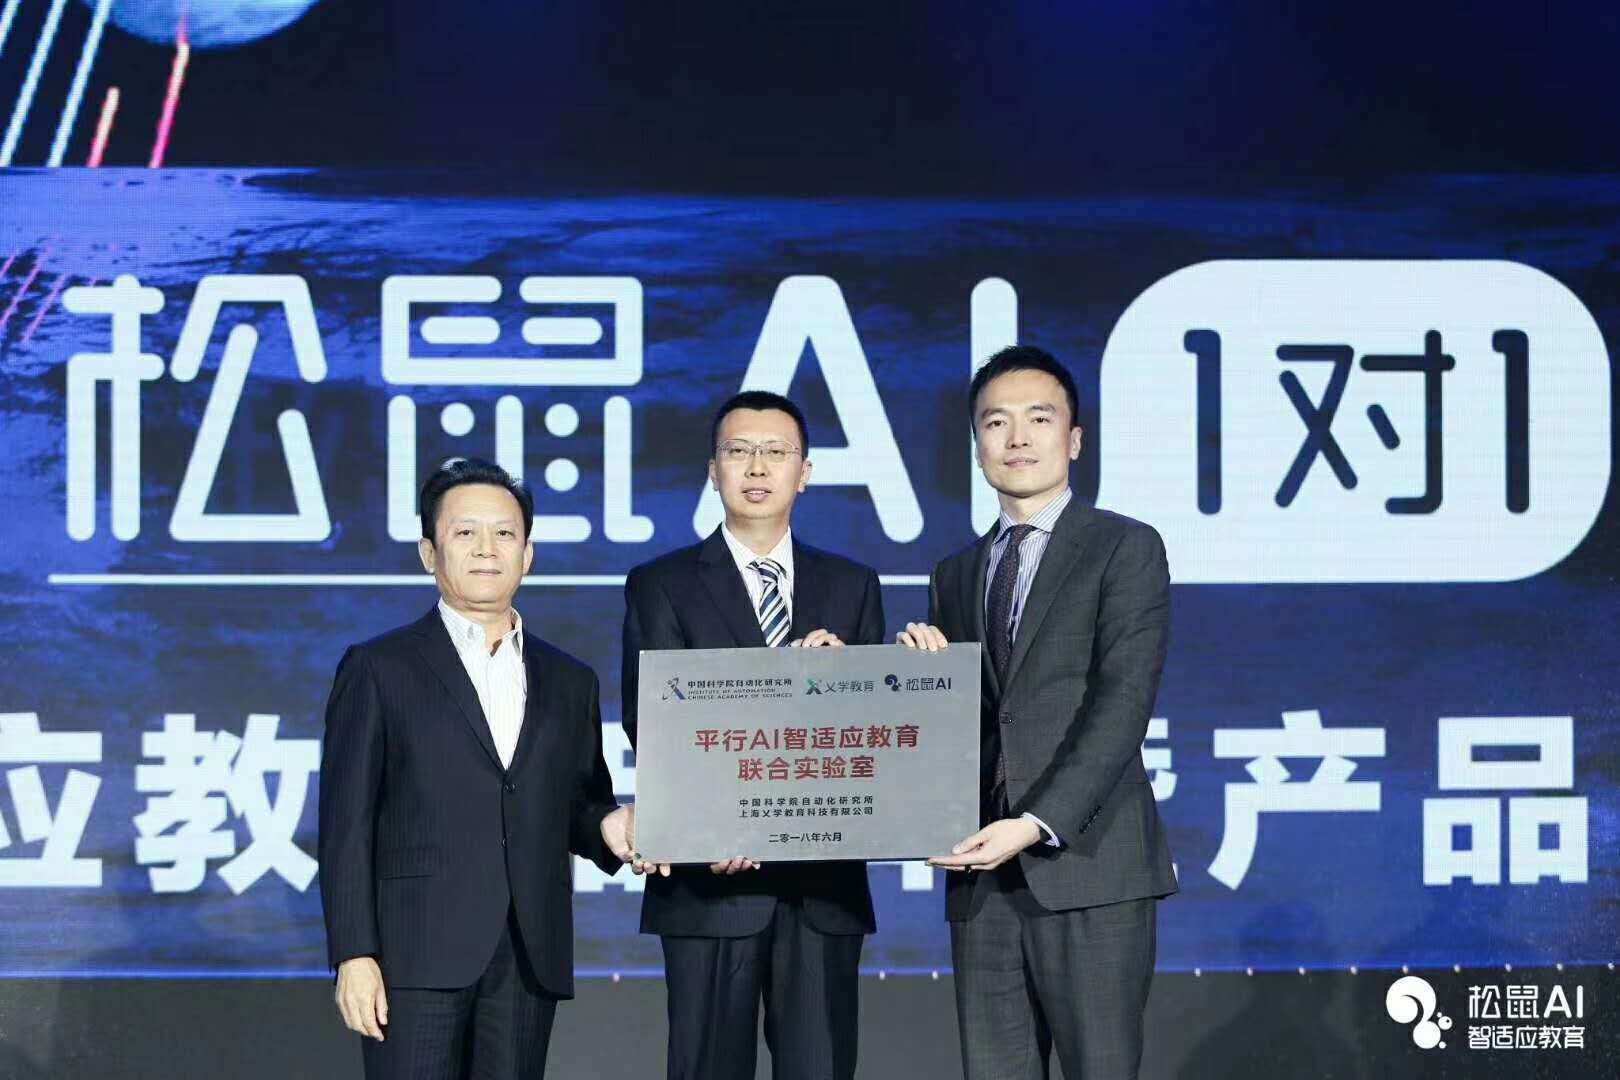 松鼠AI 1对1
应教
产品
中国科学院自动化研究所
INSTITUTE OF AUTOMATION
CHINESE ACADEMY OF SCIENCES
乂学教育
松鼠AI
平行AI智适应教育
联合实验室
中国科学院自动化研究所
上海乂学教育科技有限公司
二零一八年六月
松鼠AI
智适应教育